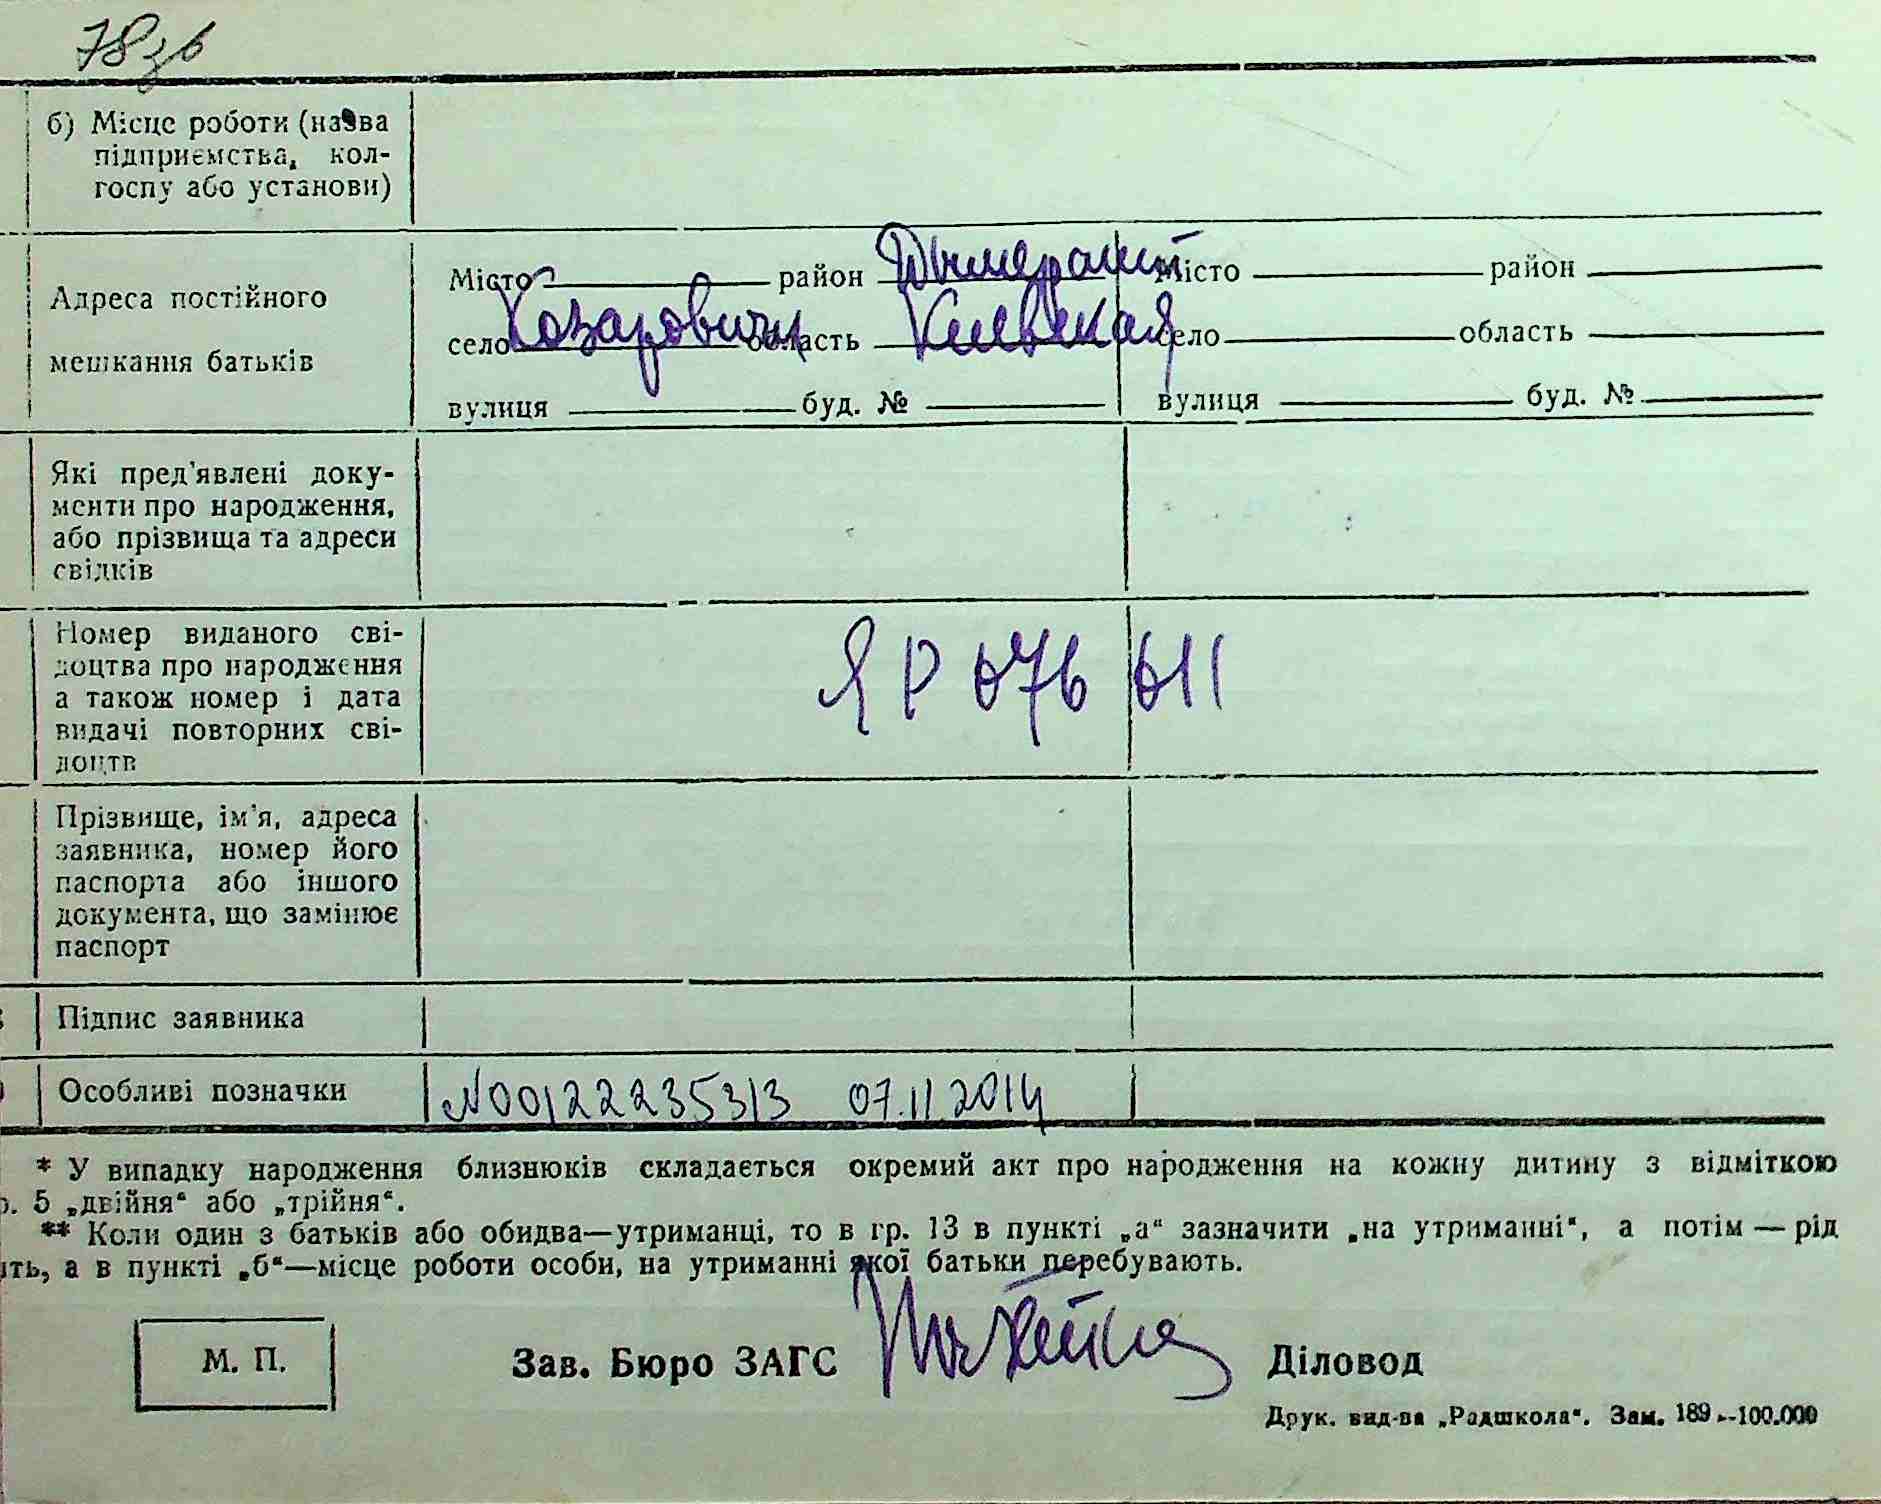 78зв
б) Місце роботи (назва
підприємства, кол-
госпу або установи)
Адреса постійного
мешкання батьків
Місто район Дымерский
село Козаровичи область Киевская
вулиця буд. №
Місто район
село область
вулиця буд. №
Які пред'явлені доку-
менти про народження,
або прізвища та адреси
свідків
Номер виданого сві-
доцтва про народження
а також номер і дата
видачі повторних сві-
доцтв
ЯР 076 011
Прізвище, ім'я, адреса
заявника, номер його
паспорта або іншого
документа, що замінює
паспорт
Підпис заявника
Особливі позначки
N00122235313 07.11 2014
* У випадку народження близнюків складається окремий акт про народження на кожну дитину з відміткою
р. 5 „двійня“ або „трійня“.
** Коли один з батьків або обидва—утриманці, то в гр. 13 в пункті „а“ зазначити „на утриманні“, а потім — рід
ять, а в пункті „б“—місце роботи особи, на утриманні якої батьки перебувають.
М. П.
Зав. Бюро ЗАГС
Діловод
Друк. вид-ва „Радшкола“. Зам. 189 --100.000